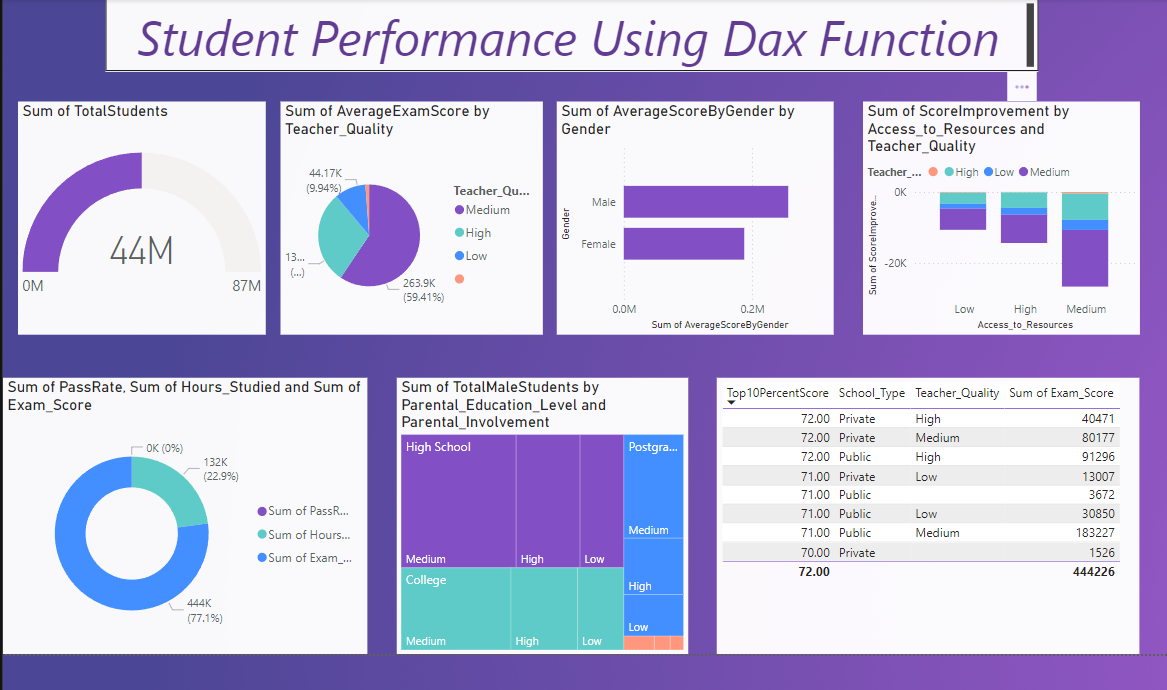 Student Performance Using Dax Function
Sum of TotalStudents
44M
0M
87M
Sum of AverageExamScore by
Teacher_Quality
44.17K
(9.94%)
13...
(...)
263.9K
(59.41%)
Teacher_Qu...
Medium
High
Low
Sum of AverageScoreByGender by
Gender
Gender
Male
Female
0.0M
0.2M
Sum of AverageScoreByGender
Sum of ScoreImprovement by
Access_to_Resources and
Teacher_Quality
Teacher_... High Low Medium
Sum of ScoreImprove...
0K
-20K
Low
High
Medium
Access_to_Resources
Sum of PassRate, Sum of Hours_Studied and Sum of
Exam_Score
0K (0%)
132K
(22.9%)
444K
(77.1%)
Sum of PassR...
Sum of Hours...
Sum of Exam_...
Sum of TotalMaleStudents by
Parental_Education_Level and
Parental_Involvement
High School
Medium
High
Low
College
Medium
High
Low
Postgra...
Medium
High
Low
Top10PercentScore School_Type Teacher_Quality Sum of Exam_Score
72.00 Private High 40471
72.00 Private Medium 80177
72.00 Public High 91296
71.00 Private Low 13007
71.00 Public 3672
71.00 Public Low 30850
71.00 Public Medium 183227
70.00 Private 1526
72.00 444226